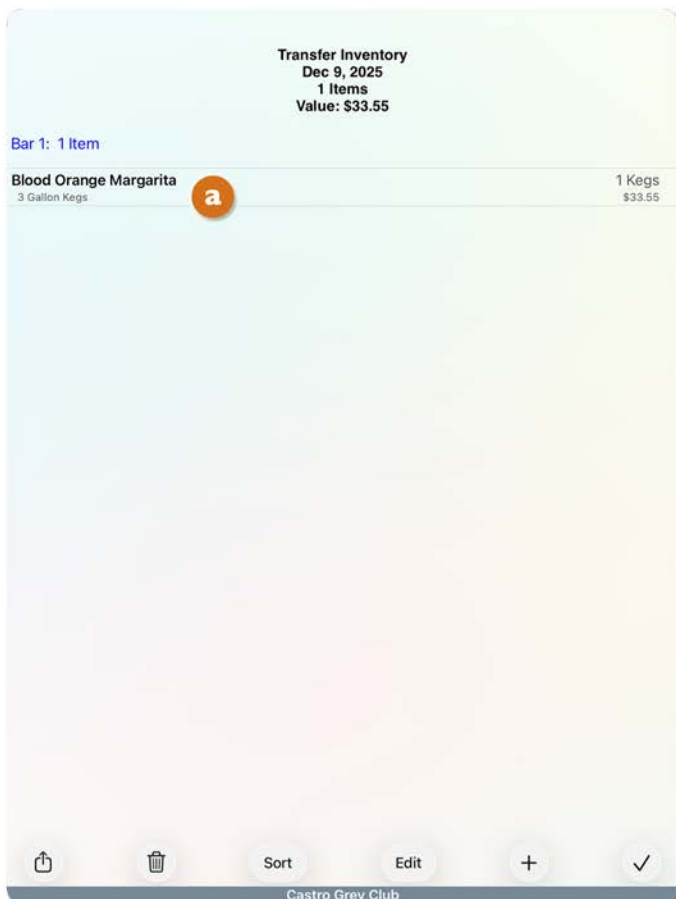 Transfer Inventory
Dec 9, 2025
1 Items
Value: $33.55
Bar 1: 1 Item
Blood Orange Margarita
1 Kegs
3 Gallon Kegs
$33.55
a
Sort
Edit
Castro Grey Club